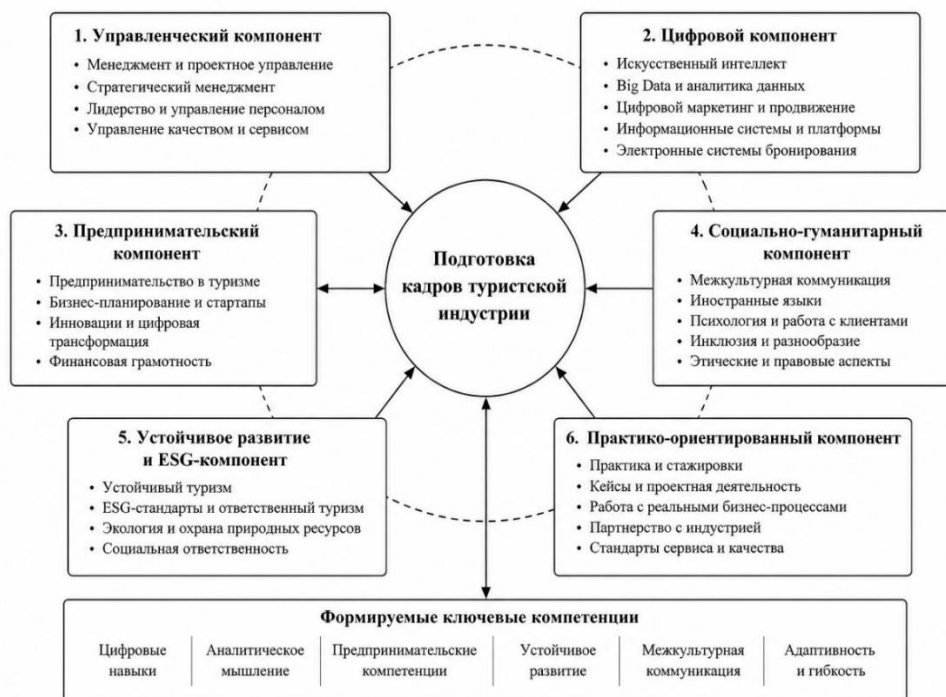 1. Управленческий компонент
• Менеджмент и проектное управление
• Стратегический менеджмент
• Лидерство и управление персоналом
• Управление качеством и сервисом
2. Цифровой компонент
• Искусственный интеллект
• Big Data и аналитика данных
• Цифровой маркетинг и продвижение
• Информационные системы и платформы
• Электронные системы бронирования
3. Предпринимательский
компонент
• Предпринимательство в туризме
• Бизнес-планирование и стартапы
• Инновации и цифровая
трансформация
• Финансовая грамотность
Подготовка
кадров туристской
индустрии
4. Социально-гуманитарный
компонент
• Межкультурная коммуникация
• Иностранные языки
• Психология и работа с клиентами
• Инклюзия и разнообразие
• Этические и правовые аспекты
5. Устойчивое развитие
и ESG-компонент
• Устойчивый туризм
• ESG-стандарты и ответственный туризм
• Экология и охрана природных ресурсов
• Социальная ответственность
6. Практико-ориентированный компонент
• Практика и стажировки
• Кейсы и проектная деятельность
• Работа с реальными бизнес-процессами
• Партнерство с индустрией
• Стандарты сервиса и качества
Формируемые ключевые компетенции
Цифровые
навыки
Аналитическое
мышление
Предпринимательские
компетенции
Устойчивое
развитие
Межкультурная
коммуникация
Адаптивность
и гибкость